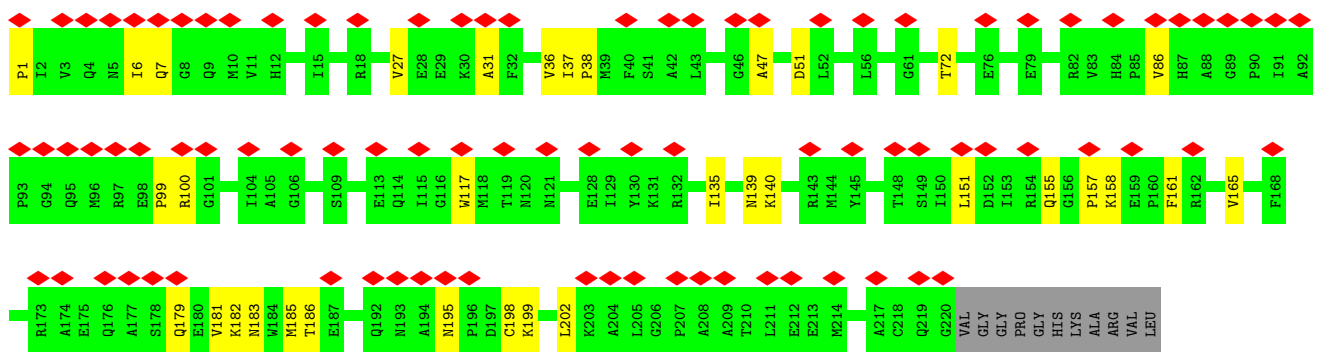 P1 I2 V3 Q4 N5 I6 Q7 G8 Q9 M10 V11 H12 I15 R18 V27 E28 E29 K30 A31 F32 V36 I37 P38 M39 F40 S41 A42 L43 G46 A47 D51 L52 L56 G61 T72 E76 E79 R82 V83 H84 P85 V86 H87 A88 G89 P90 I91 A92
P93 G94 Q95 M96 R97 E98 P99 R100 G101 I104 A105 G106 S109 E113 Q114 I115 G116 W117 M118 T119 N120 N121 E128 I129 Y130 K131 R132 I135 N139 K140 R143 M144 Y145 T148 S149 I150 L151 D152 I153 R154 Q155 G156 P157 K158 E159 P160 F161 R162 V165 F168
R173 A174 E175 Q176 A177 S178 Q179 E180 V181 K182 N183 W184 M185 T186 E187 Q192 N193 A194 N195 P196 D197 C198 K199 L202 K203 A204 L205 G206 P207 A208 A209 T210 L211 E212 E213 M214 A217 C218 Q219 G220 VAL GLY GLY PRO GLY HIS LYS ALA ARG VAL LEU